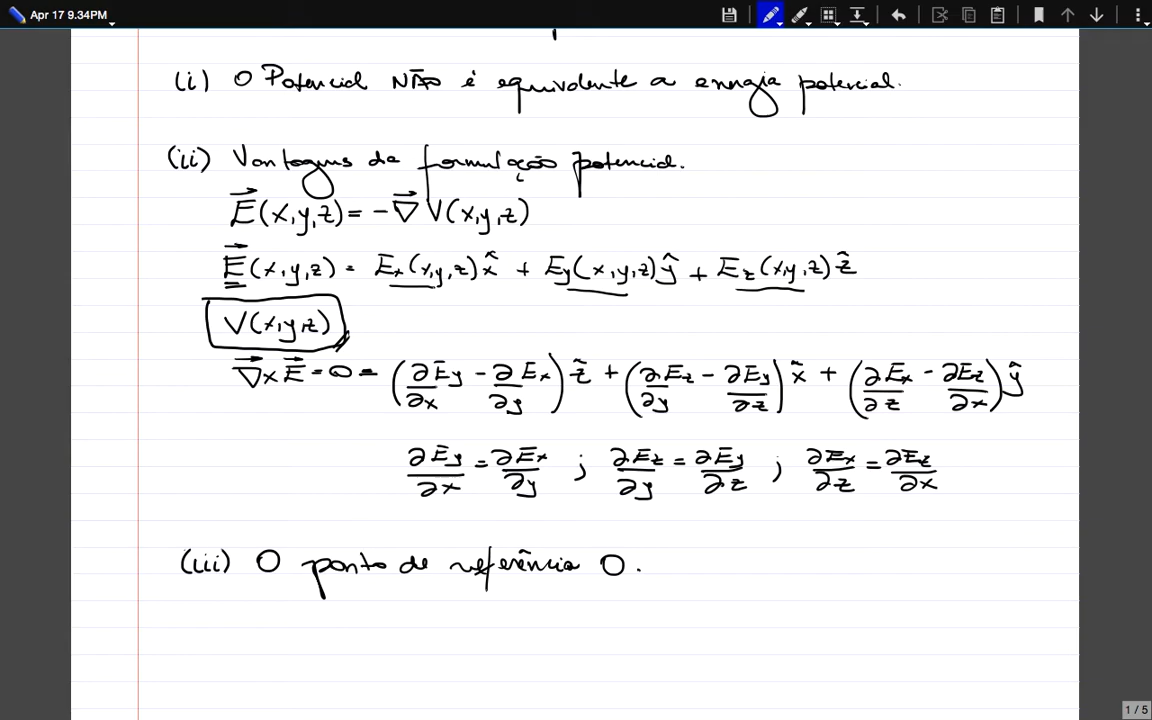 Apr 17 9.34PM
(i) O Potencial NÃO é equivalente a energia potencial.
(ii) Vantagens da formulação potencial.
E⃗(x,y,z) = -∇⃗V(x,y,z)
E⃗(x,y,z) = Ex(x,y,z)x̂ + Ey(x,y,z)ŷ + Ez(x,y,z)ẑ
V(x,y,z)
∇⃗×E⃗ = 0 = (∂Ey/∂x - ∂Ex/∂y)ẑ + (∂Ez/∂y - ∂Ey/∂z)x̂ + (∂Ex/∂z - ∂Ez/∂x)ŷ
∂Ey/∂x = ∂Ex/∂y ; ∂Ez/∂y = ∂Ey/∂z ; ∂Ex/∂z = ∂Ez/∂x
(iii) O ponto de referência O.
1 / 5